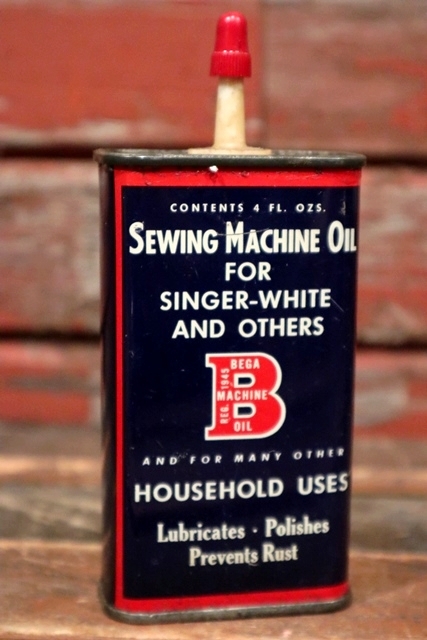 CONTENTS 4 FL. OZS.
SEWING MACHINE OIL
FOR
SINGER-WHITE
AND OTHERS
BEGA
REG. 1945
MACHINE
OIL
AND FOR MANY OTHER
HOUSEHOLD USES
Lubricates · Polishes
Prevents Rust